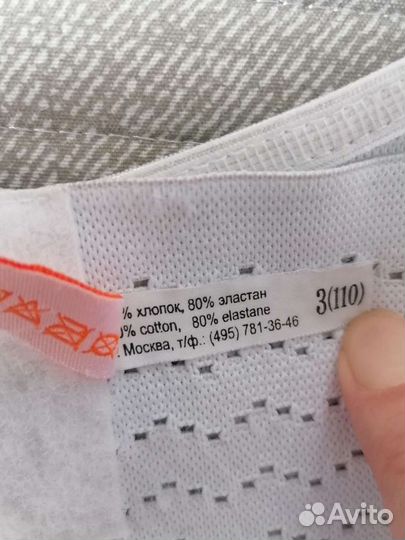 % хлопок, 80% эластан
% cotton, 80% elastane
Москва, т/ф.: (495) 781-36-46
3(110)
Avito